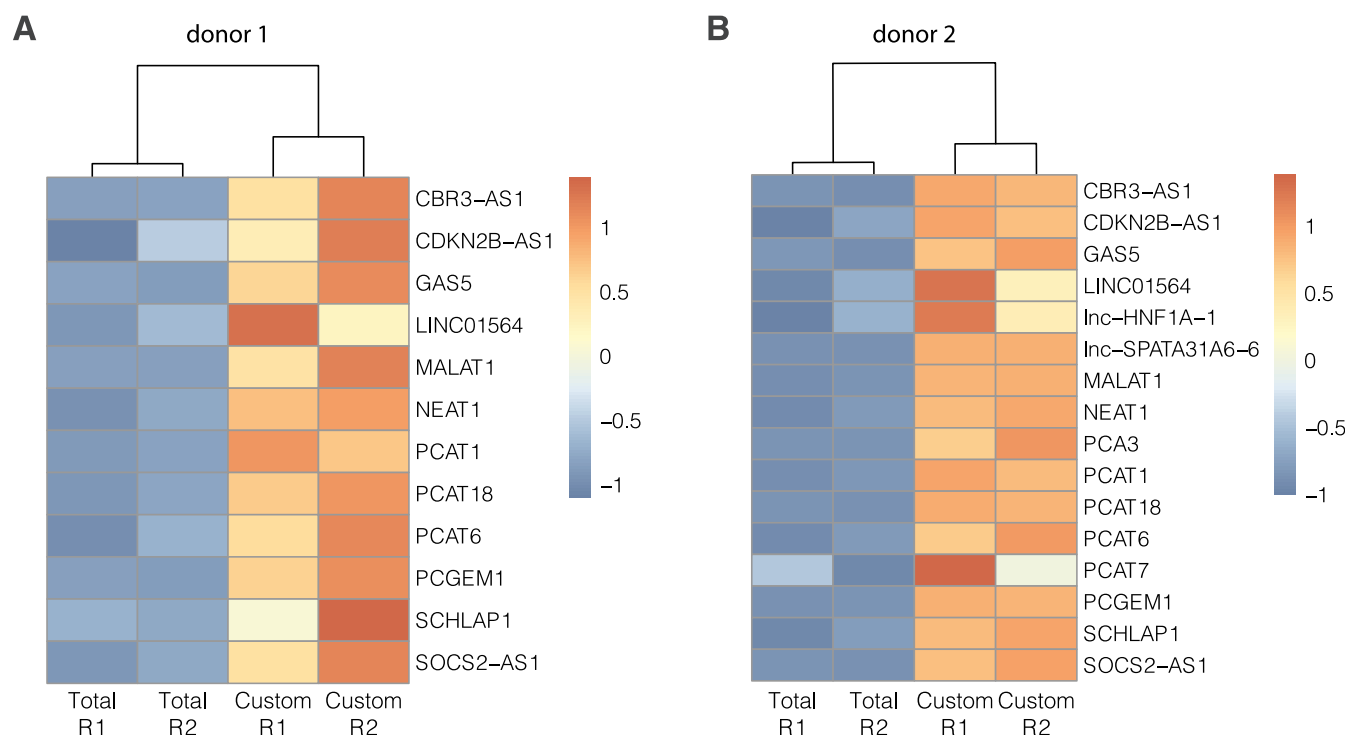 A
donor 1
CBR3–AS1
CDKN2B–AS1
GAS5
LINC01564
MALAT1
NEAT1
PCAT1
PCAT18
PCAT6
PCGEM1
SCHLAP1
SOCS2–AS1
1
0.5
0
−0.5
−1
Total R1
Total R2
Custom R1
Custom R2
B
donor 2
CBR3–AS1
CDKN2B–AS1
GAS5
LINC01564
lnc–HNF1A–1
lnc–SPATA31A6–6
MALAT1
NEAT1
PCA3
PCAT1
PCAT18
PCAT6
PCAT7
PCGEM1
SCHLAP1
SOCS2–AS1
1
0.5
0
−0.5
−1
Total R1
Total R2
Custom R1
Custom R2